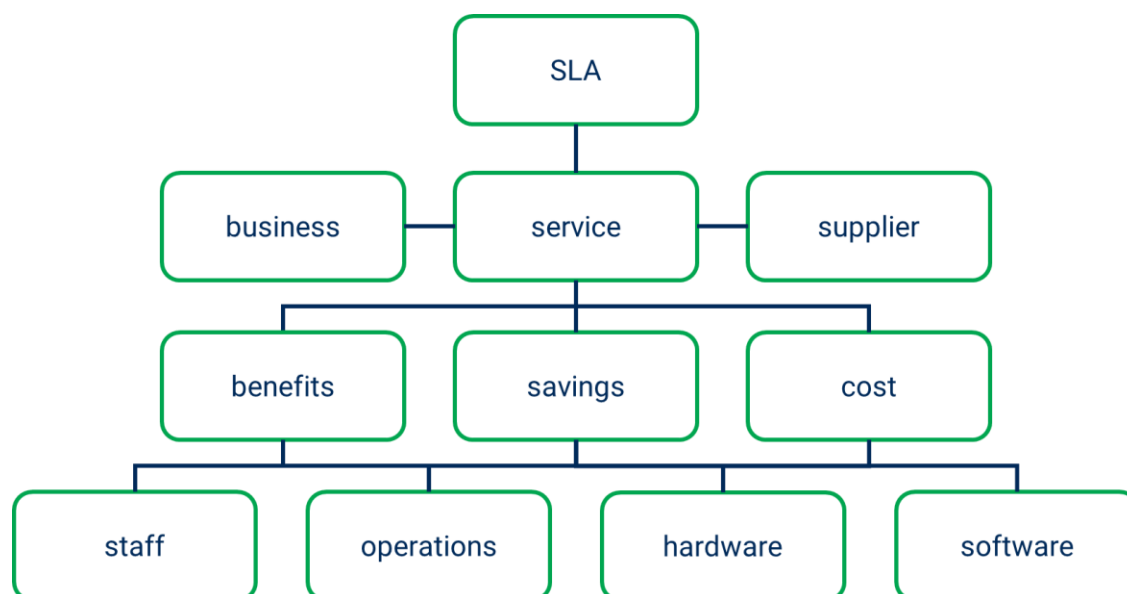 SLA
business
service
supplier
benefits
savings
cost
staff
operations
hardware
software